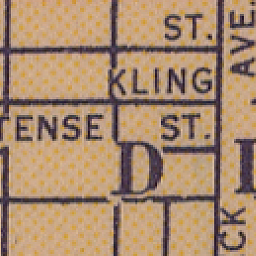 ST.
AVE.
KLING
TENSE ST.
D
CK